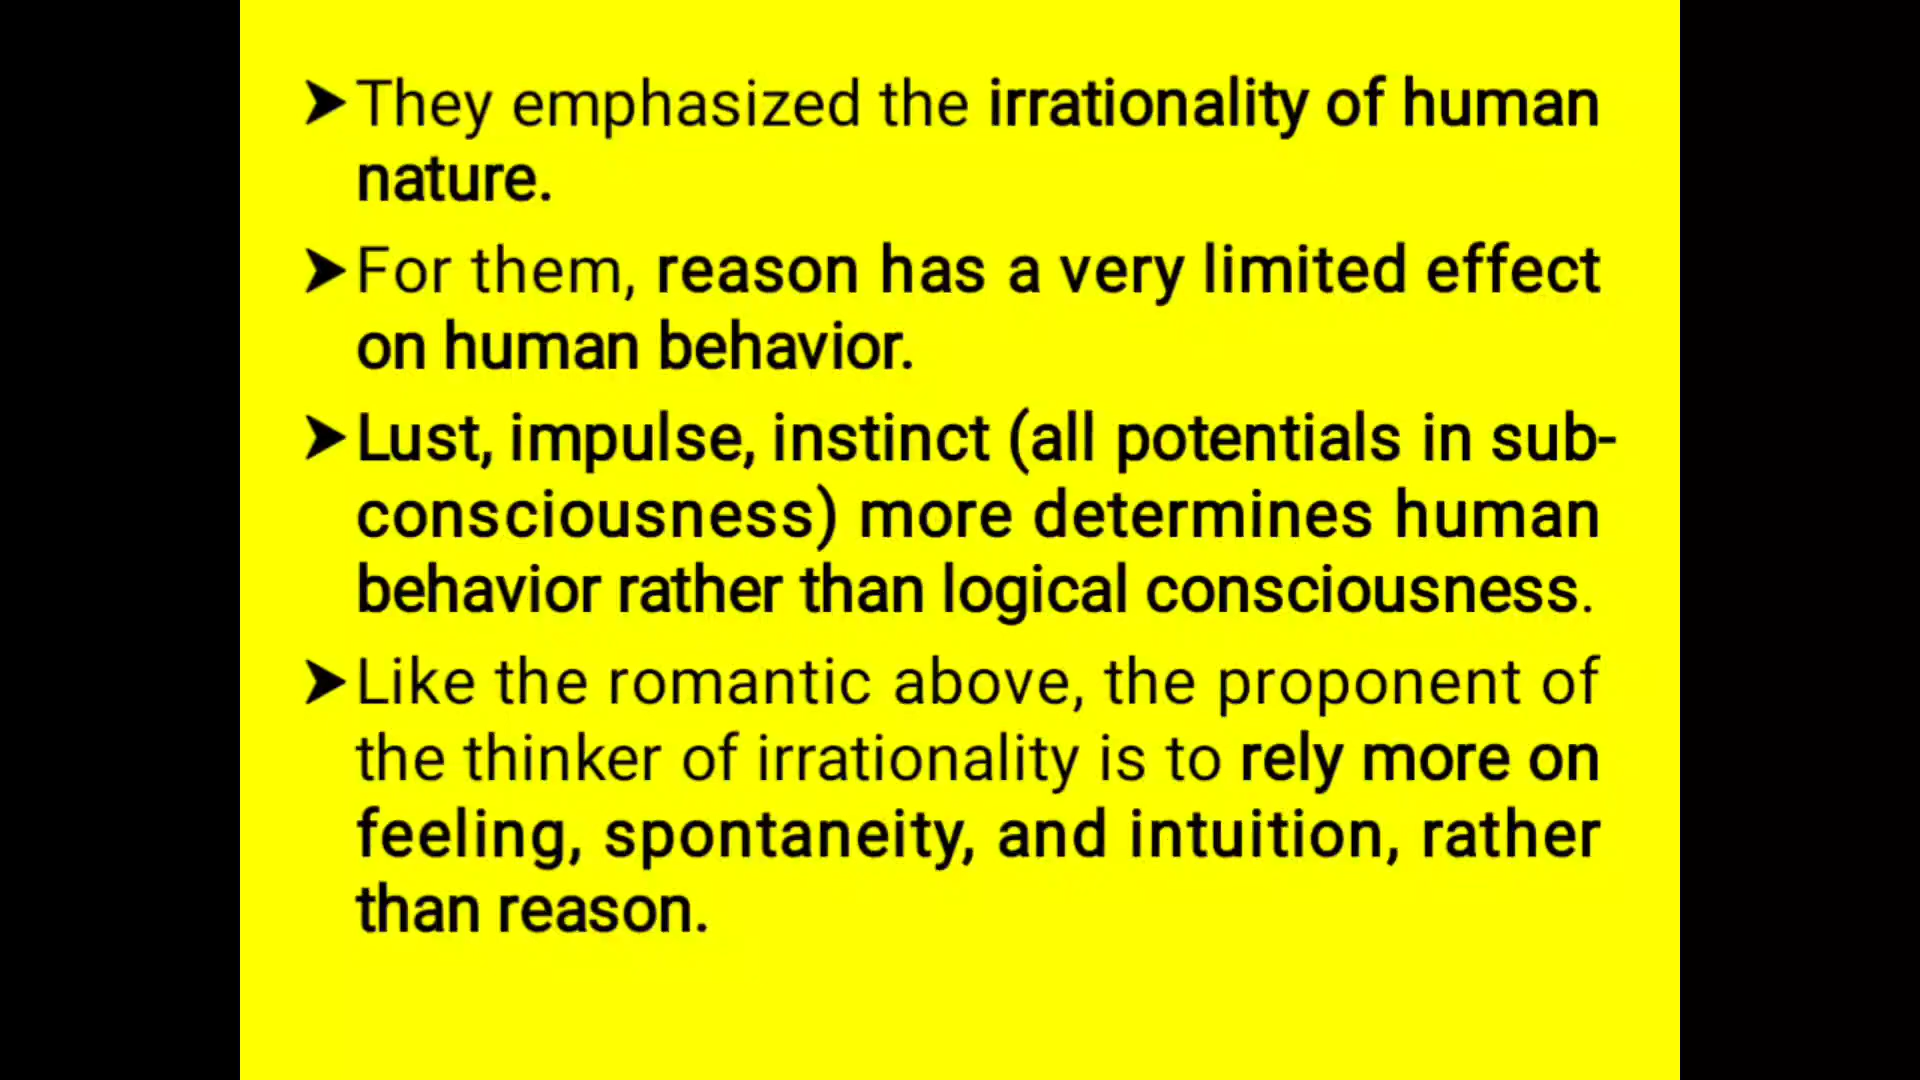 ➤They emphasized the irrationality of human
nature.
➤For them, reason has a very limited effect
on human behavior.
➤Lust, impulse, instinct (all potentials in sub-
consciousness) more determines human
behavior rather than logical consciousness.
➤Like the romantic above, the proponent of
the thinker of irrationality is to rely more on
feeling, spontaneity, and intuition, rather
than reason.